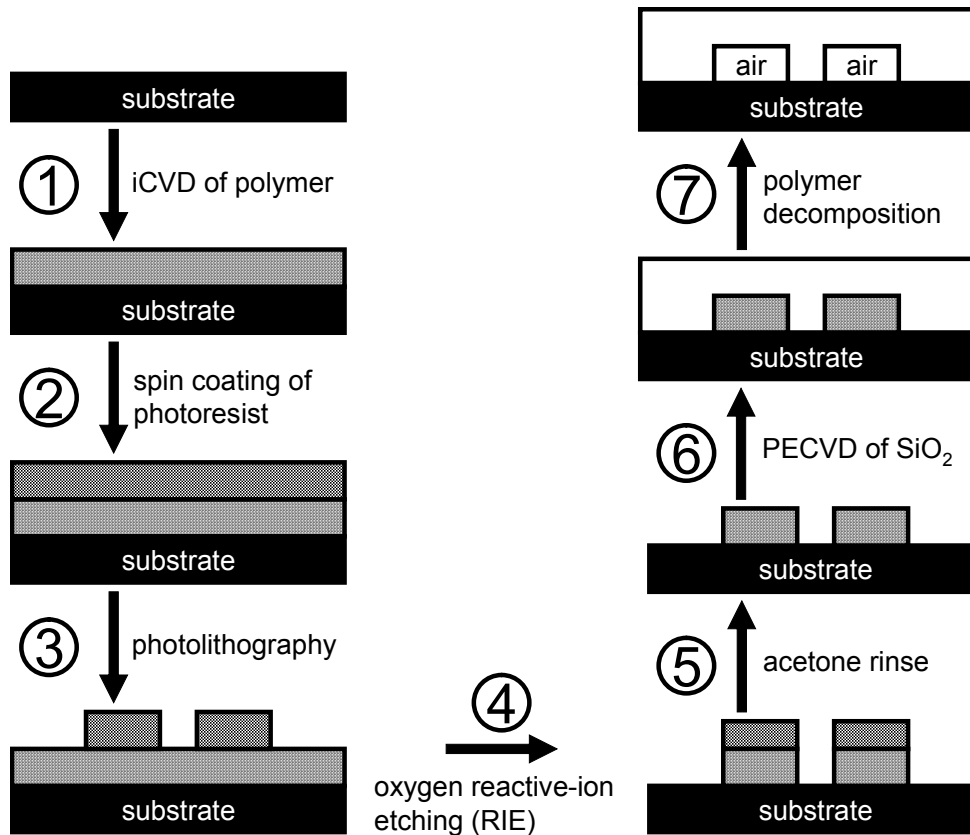 substrate
1
iCVD of polymer
substrate
2
spin coating of
photoresist
substrate
3
photolithography
substrate
4
oxygen reactive-ion
etching (RIE)
substrate
5
acetone rinse
substrate
6
PECVD of SiO₂
substrate
7
polymer
decomposition
air air
substrate